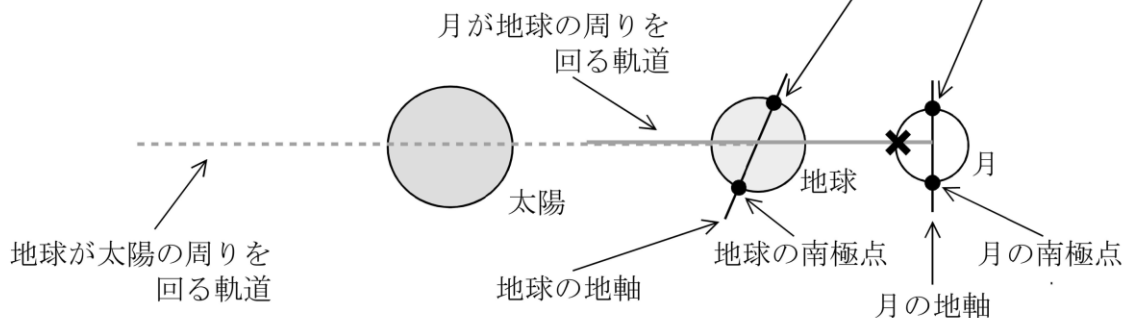 月が地球の周りを
回る軌道
太陽
地球
月
地球が太陽の周りを
回る軌道
地球の地軸
地球の南極点
月の南極点
月の地軸